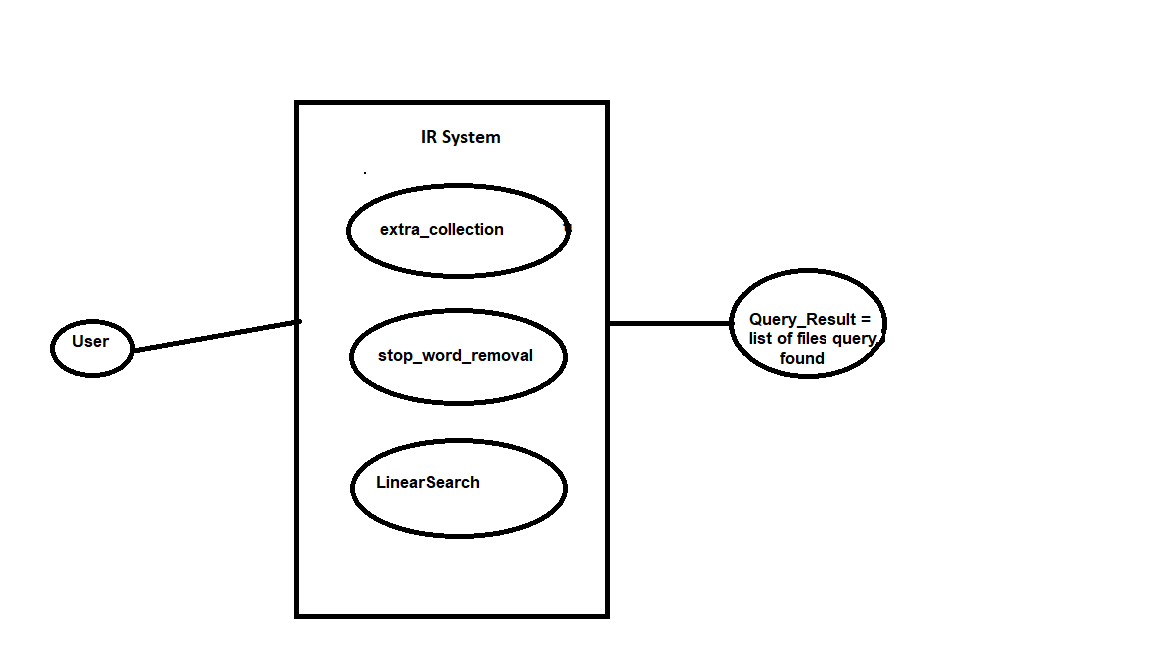 IR System
extra_collection
stop_word_removal
LinearSearch
User
Query_Result =
list of files query
found